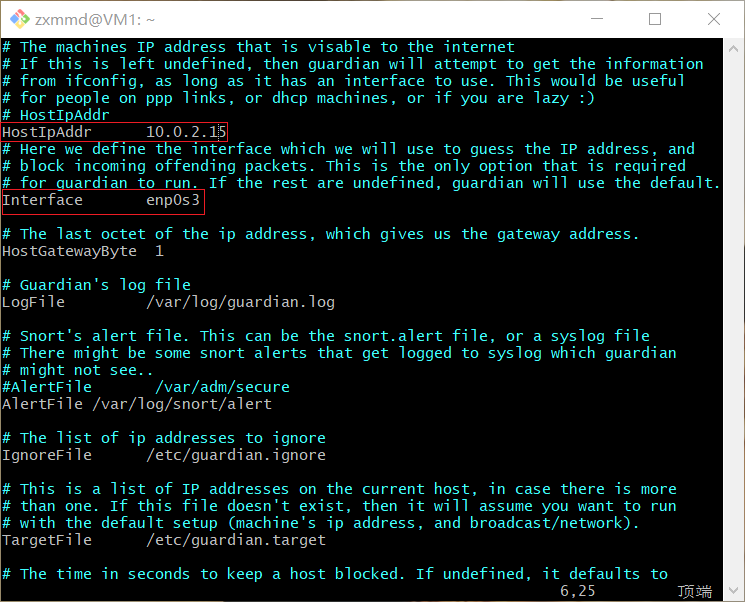 zxmmd@VM1: ~
# The machines IP address that is visable to the internet
# If this is left undefined, then guardian will attempt to get the information
# from ifconfig, as long as it has an interface to use. This would be useful
# for people on ppp links, or dhcp machines, or if you are lazy :)
# HostIpAddr
HostIpAddr      10.0.2.15
# Here we define the interface which we will use to guess the IP address, and
# block incoming offending packets. This is the only option that is required
# for guardian to run. If the rest are undefined, guardian will use the default.
Interface       enp0s3
# The last octet of the ip address, which gives us the gateway address.
HostGatewayByte  1
# Guardian's log file
LogFile         /var/log/guardian.log
# Snort's alert file. This can be the snort.alert file, or a syslog file
# There might be some snort alerts that get logged to syslog which guardian
# might not see..
#AlertFile       /var/adm/secure
AlertFile /var/log/snort/alert
# The list of ip addresses to ignore
IgnoreFile      /etc/guardian.ignore
# This is a list of IP addresses on the current host, in case there is more
# than one. If this file doesn't exist, then it will assume you want to run
# with the default setup (machine's ip address, and broadcast/network).
TargetFile      /etc/guardian.target
# The time in seconds to keep a host blocked. If undefined, it defaults to
6,25 顶端